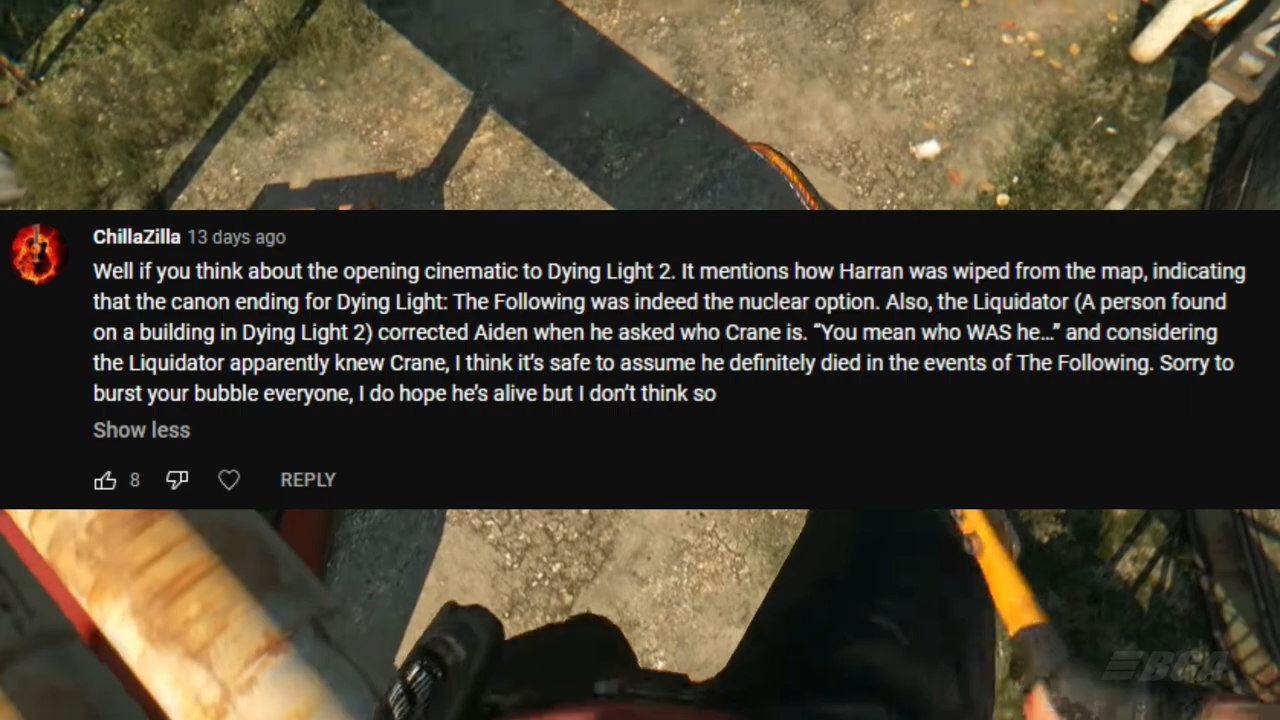 ChillaZilla 13 days ago
Well if you think about the opening cinematic to Dying Light 2. It mentions how Harran was wiped from the map, indicating
that the canon ending for Dying Light: The Following was indeed the nuclear option. Also, the Liquidator (A person found
on a building in Dying Light 2) corrected Aiden when he asked who Crane is. “You mean who WAS he…” and considering
the Liquidator apparently knew Crane, I think it’s safe to assume he definitely died in the events of The Following. Sorry to
burst your bubble everyone, I do hope he’s alive but I don’t think so
Show less
8 REPLY
BGA